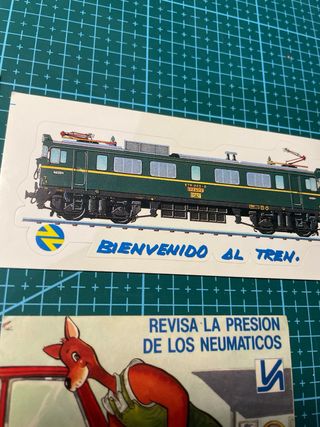 BIENVENIDO AL TREN.
REVISA LA PRESION
DE LOS NEUMATICOS